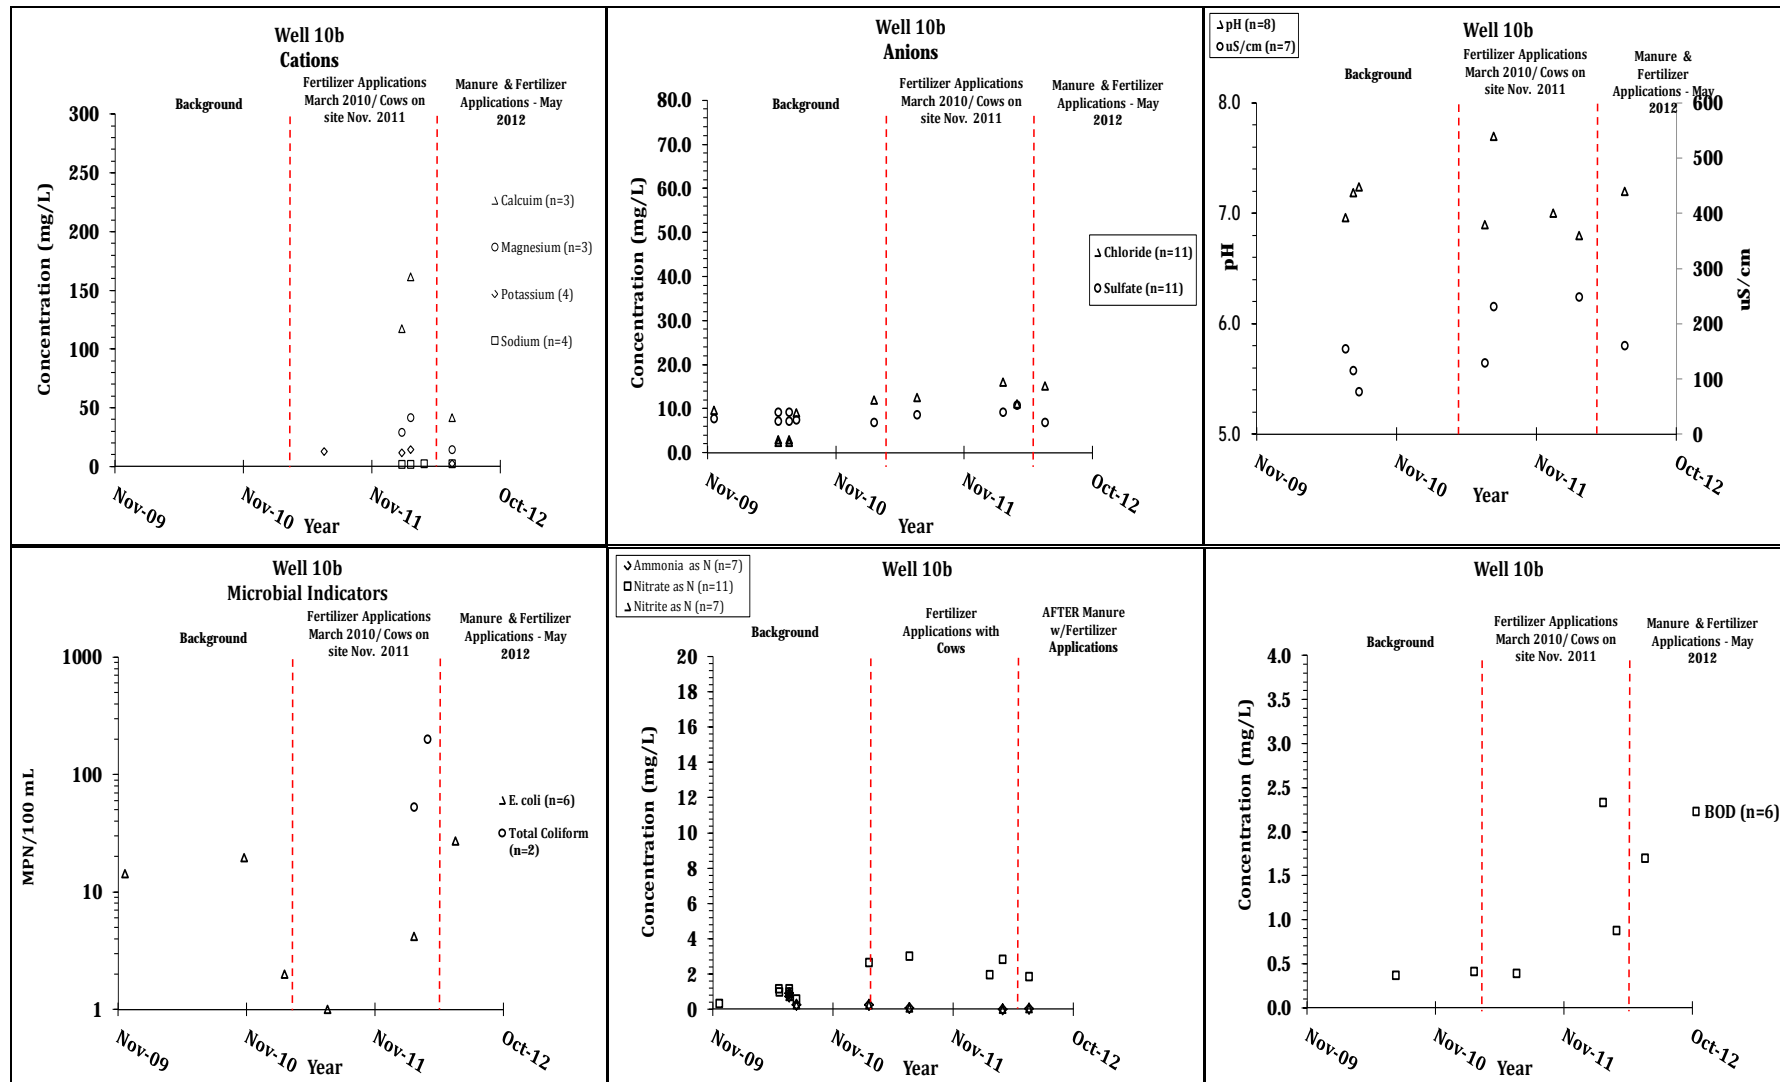 Well 10b
Cations
Fertilizer Applications
March 2010/ Cows on
site Nov. 2011
Manure & Fertilizer
Applications - May
2012
Background
300
250
200
150
100
50
0
Concentration (mg/L)
Calcuim (n=3)
Magnesium (n=3)
Potassium (4)
Sodium (n=4)
Nov-09
Nov-10
Nov-11
Oct-12
Year
Well 10b
Anions
Fertilizer Applications
March 2010/ Cows on
site Nov. 2011
Manure & Fertilizer
Applications - May
2012
Background
80.0
70.0
60.0
50.0
40.0
30.0
20.0
10.0
0.0
Concentration (mg/L)
Chloride (n=11)
Sulfate (n=11)
Nov-09
Nov-10
Nov-11
Oct-12
Year
pH (n=8)
uS/cm (n=7)
Well 10b
Background
Fertilizer Applications
March 2010/ Cows on
site Nov. 2011
Manure &
Fertilizer
Applications - May
2012
8.0
7.0
6.0
5.0
pH
600
500
400
300
200
100
0
uS/cm
Nov-09
Nov-10
Nov-11
Oct-12
Year
Well 10b
Microbial Indicators
Fertilizer Applications
March 2010/ Cows on
site Nov. 2011
Manure & Fertilizer
Applications - May
2012
Background
1000
100
10
1
MPN/100 mL
E. coli (n=6)
Total Coliform
(n=2)
Nov-09
Nov-10
Nov-11
Oct-12
Year
Ammonia as N (n=7)
Nitrate as N (n=11)
Nitrite as N (n=7)
Well 10b
Background
Fertilizer
Applications with
Cows
AFTER Manure
w/Fertilizer
Applications
20
18
16
14
12
10
8
6
4
2
0
Concentration (mg/L)
Nov-09
Nov-10
Nov-11
Oct-12
Year
Well 10b
Background
Fertilizer Applications
March 2010/ Cows on
site Nov. 2011
Manure & Fertilizer
Applications - May
2012
4.0
3.5
3.0
2.5
2.0
1.5
1.0
0.5
0.0
Concentration (mg/L)
BOD (n=6)
Nov-09
Nov-10
Nov-11
Oct-12
Year